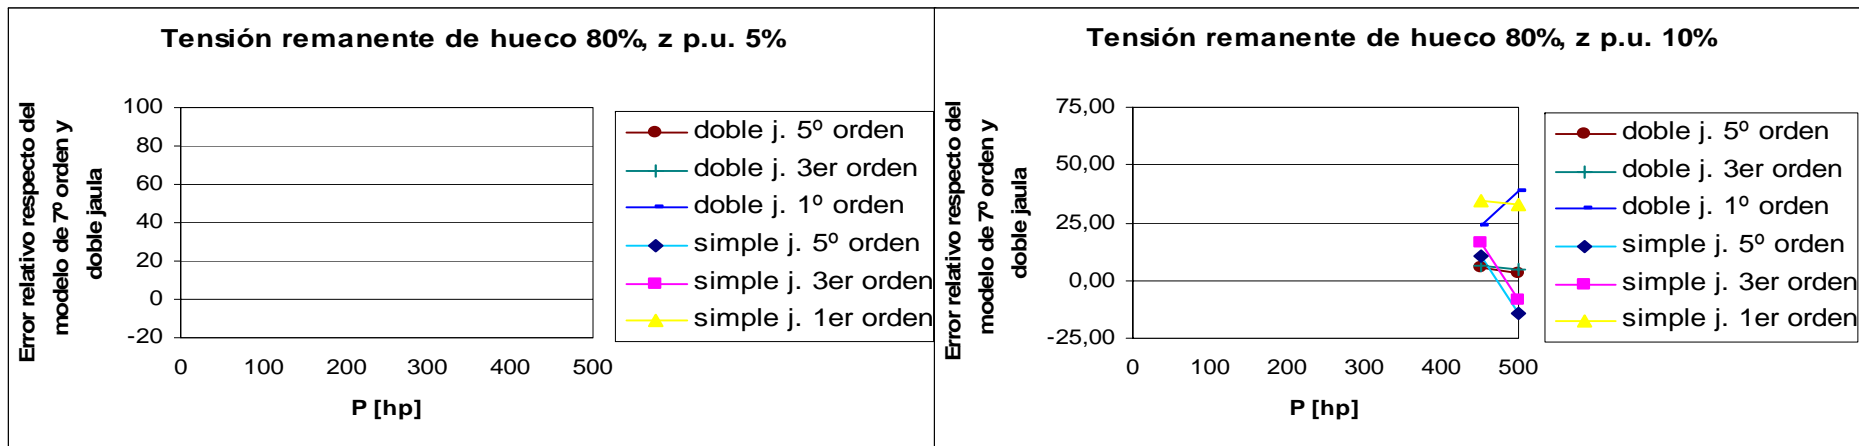 Tensión remanente de hueco 80%, z p.u. 5%
Error relativo respecto del
modelo de 7º orden y
doble jaula
100
80
60
40
20
0
-20
0 100 200 300 400 500
P [hp]
doble j. 5º orden
doble j. 3er orden
doble j. 1º orden
simple j. 5º orden
simple j. 3er orden
simple j. 1er orden
Tensión remanente de hueco 80%, z p.u. 10%
Error relativo respecto del
modelo de 7º orden y
doble jaula
75,00
50,00
25,00
0,00
-25,00
0 100 200 300 400 500
P [hp]
doble j. 5º orden
doble j. 3er orden
doble j. 1º orden
simple j. 5º orden
simple j. 3er orden
simple j. 1er orden